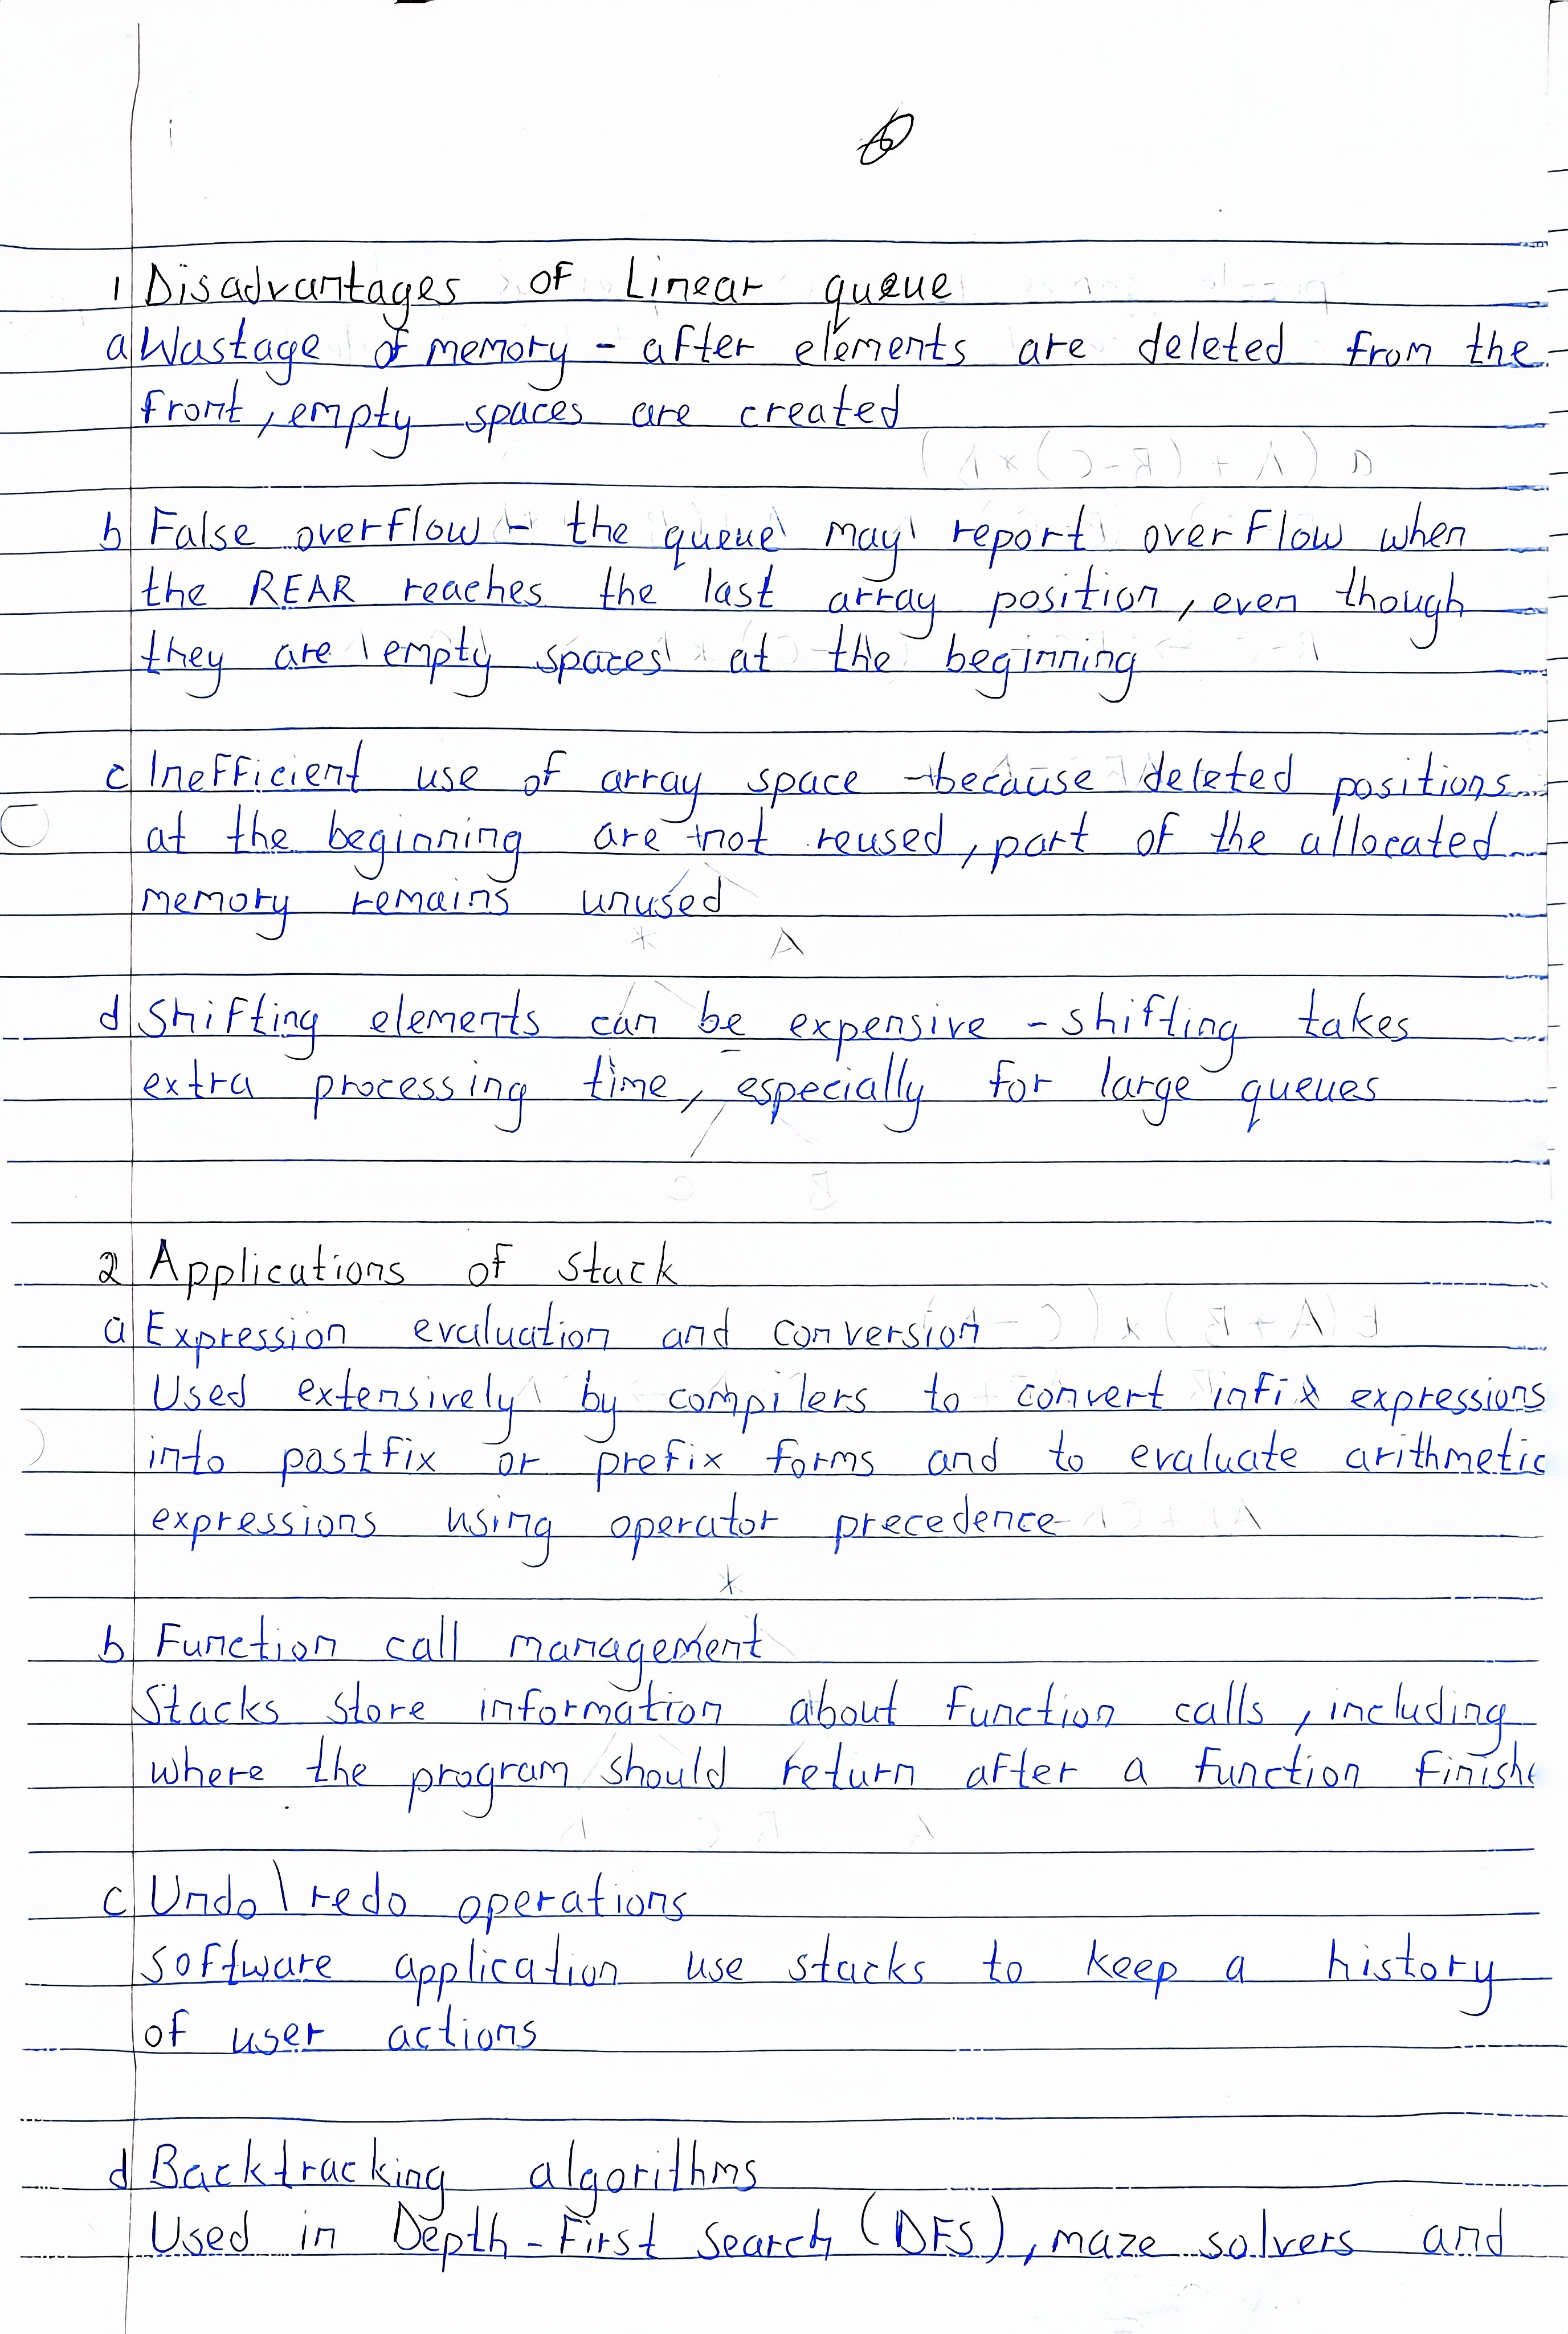 1 Disadvantages of Linear queue
a Wastage of memory - after elements are deleted from the
front, empty spaces are created
b False overflow - the queue may report overflow when
the REAR reaches the last array position, even though
they are empty spaces at the beginning
c Inefficient use of array space - because deleted positions
at the beginning are not reused, part of the allocated
memory remains unused
d Shifting elements can be expensive - shifting takes
extra processing time, especially for large queues
2 Applications of stack
a Expression evaluation and conversion
Used extensively by compilers to convert infix expressions
into postfix or prefix forms and to evaluate arithmetic
expressions using operator precedence
b Function call management
Stacks store information about function calls, including
where the program should return after a function finishe
c Undo\redo operations
software application use stacks to keep a history
of user actions
d Backtracking algorithms
Used in Depth-First Search (DFS), maze solvers and